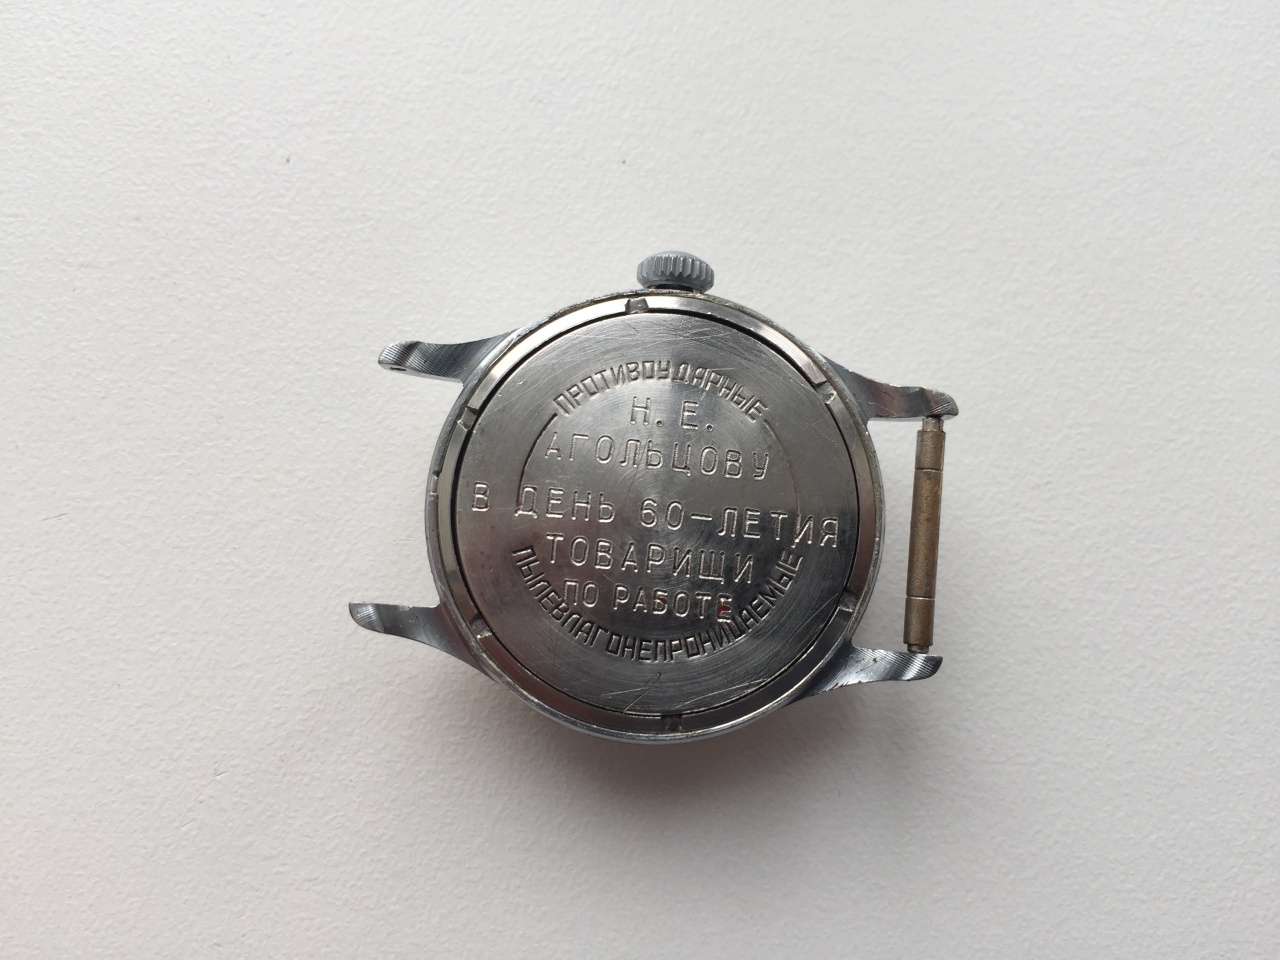 ПРОТИВОУДАРНЫЕ
Н. Е.
АГОЛЬЦОВУ
В ДЕНЬ 60-ЛЕТИЯ
ТОВАРИЩИ
ПО РАБОТЕ
ПЫЛЕВЛАГОНЕПРОНИЦАЕМЫЕ